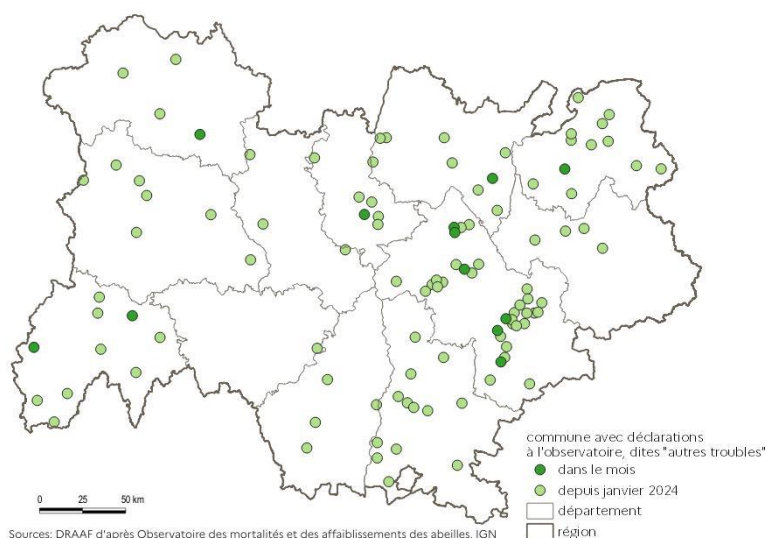 commune avec déclarations
à l'observatoire, dites "autres troubles"
dans le mois
depuis janvier 2024
département
région
0 25 50 km
Sources: DRAAF d'après Observatoire des mortalités et des affaiblissements des abeilles, IGN